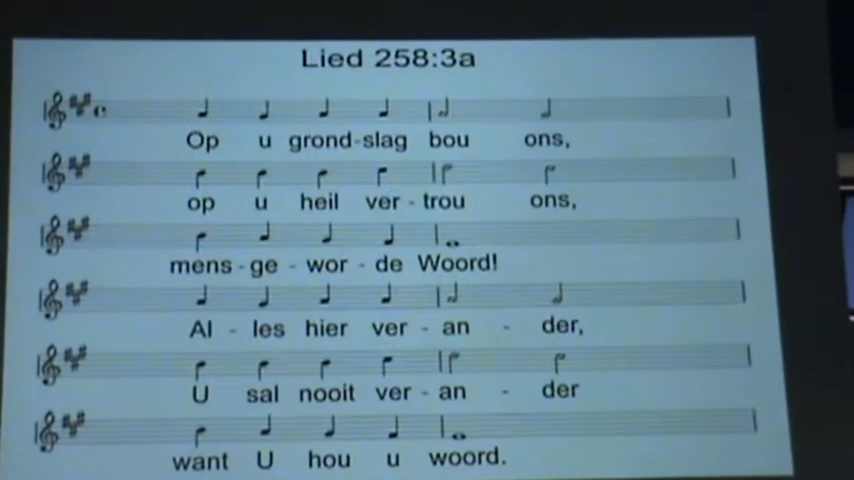 Lied 258:3a
Op u grond-slag bou ons,
op u heil ver-trou ons,
mens-ge-wor-de Woord!
Al-les hier ver-an-der,
U sal nooit ver-an-der
want U hou u woord.